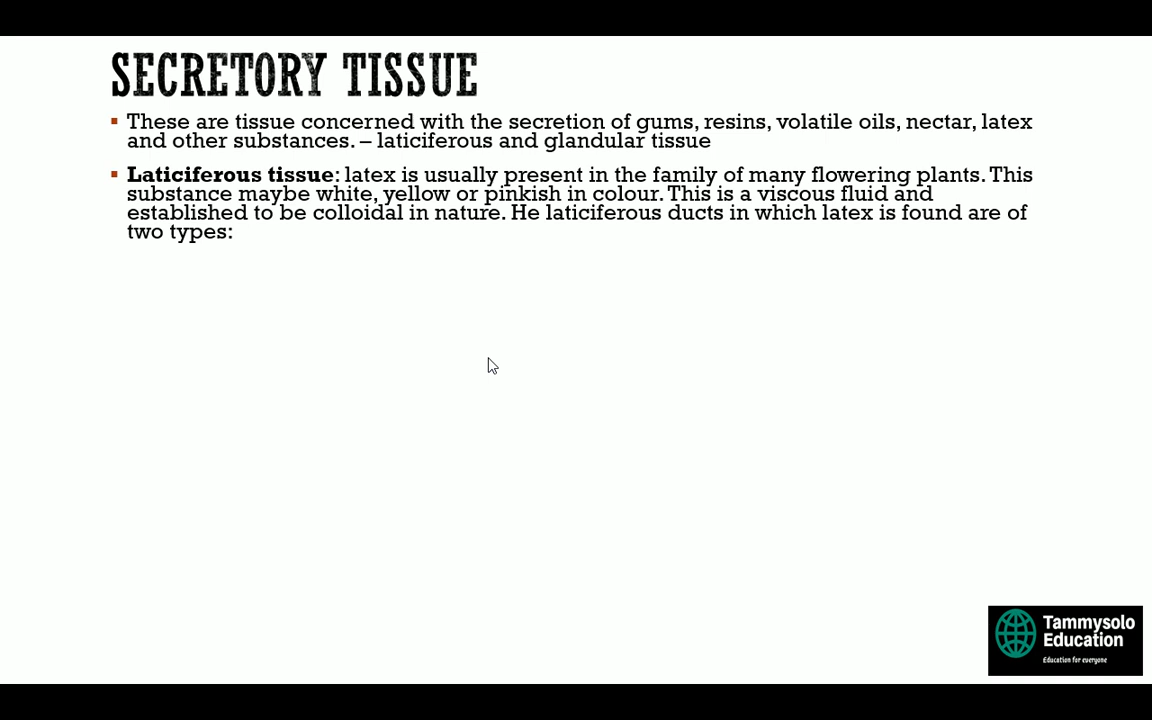 SECRETORY TISSUE
▪ These are tissue concerned with the secretion of gums, resins, volatile oils, nectar, latex
and other substances. – laticiferous and glandular tissue
▪ Laticiferous tissue: latex is usually present in the family of many flowering plants. This
substance maybe white, yellow or pinkish in colour. This is a viscous fluid and
established to be colloidal in nature. He laticiferous ducts in which latex is found are of
two types:
Tammysolo
Education
Education for everyone